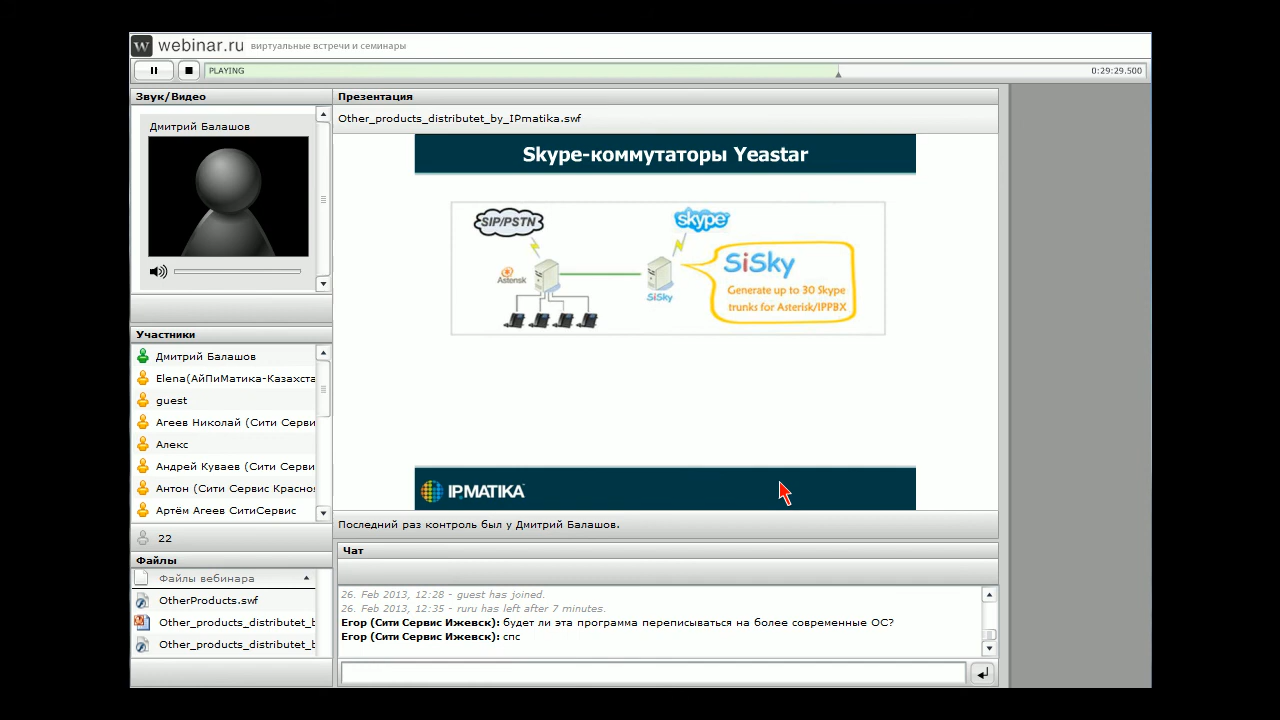 webinar.ru виртуальные встречи и семинары
PLAYING 0:29:29.500
Звук/Видео
Дмитрий Балашов
Участники
Дмитрий Балашов
Elena(АйПиМатика-Казахста
guest
Агеев Николай (Сити Серви
Алекс
Андрей Куваев (Сити Серви
Антон (Сити Сервис Красно
Артём Агеев СитиСервис
22
Файлы
Файлы вебинара
OtherProducts.swf
Other_products_distributet_b
Other_products_distributet_b
Презентация
Other_products_distributet_by_IPmatika.swf
Skype-коммутаторы Yeastar
SIP/PSTN
skype
Asterisk
SiSky
SiSky
Generate up to 30 Skype
trunks for Asterisk/IPPBX
IPMATIKA
Последний раз контроль был у Дмитрий Балашов.
Чат
26. Feb 2013, 12:28 - guest has joined.
26. Feb 2013, 12:35 - ruru has left after 7 minutes.
Егор (Сити Сервис Ижевск): будет ли эта программа переписываться на более современные ОС?
Егор (Сити Сервис Ижевск): спс